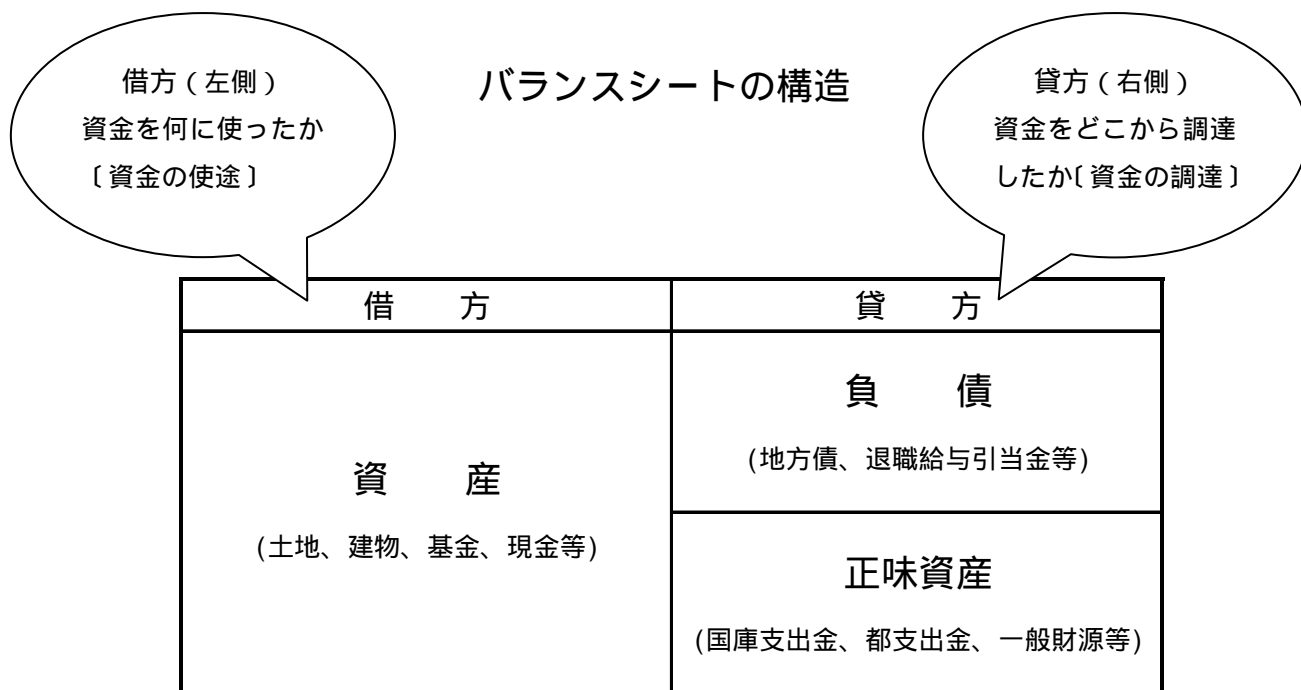 バランスシートの構造
借方(左側)
資金を何に使ったか
〔資金の使途〕
貸方(右側)
資金をどこから調達
したか〔資金の調達〕
借 方
貸 方
資 産
(土地、建物、基金、現金等)
負 債
(地方債、退職給与引当金等)
正味資産
(国庫支出金、都支出金、一般財源等)